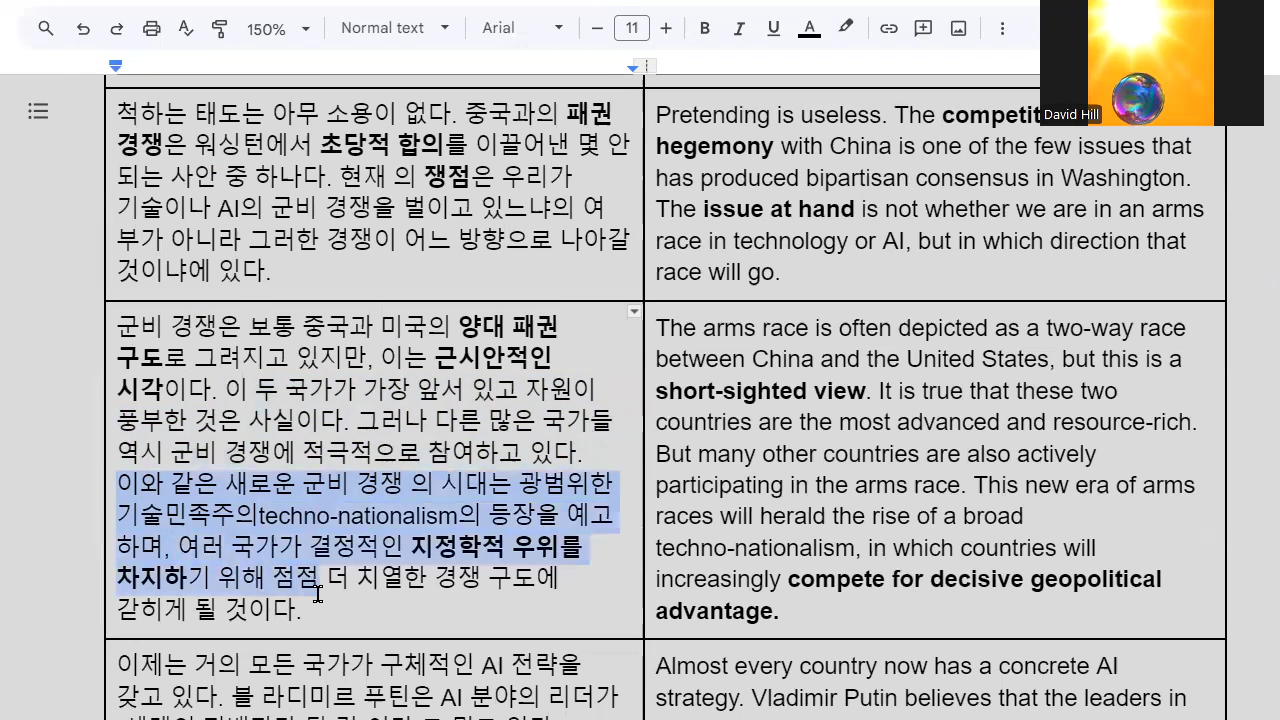 150%
Normal text
Arial
11
B
I
U
A
David Hill
척하는 태도는 아무 소용이 없다. 중국과의 패권
경쟁은 워싱턴에서 초당적 합의를 이끌어낸 몇 안
되는 사안 중 하나다. 현재 의 쟁점은 우리가
기술이나 AI의 군비 경쟁을 벌이고 있느냐의 여
부가 아니라 그러한 경쟁이 어느 방향으로 나아갈
것이냐에 있다.
Pretending is useless. The
hegemony with China is one of the few issues that
has produced bipartisan consensus in Washington.
The issue at hand is not whether we are in an arms
race in technology or AI, but in which direction that
race will go.
군비 경쟁은 보통 중국과 미국의 양대 패권
구도로 그려지고 있지만, 이는 근시안적인
시각이다. 이 두 국가가 가장 앞서 있고 자원이
풍부한 것은 사실이다. 그러나 다른 많은 국가들
역시 군비 경쟁에 적극적으로 참여하고 있다.
이와 같은 새로운 군비 경쟁 의 시대는 광범위한
기술민족주의techno-nationalism의 등장을 예고
하며, 여러 국가가 결정적인 지정학적 우위를
차지하기 위해 점점 더 치열한 경쟁 구도에
갇히게 될 것이다.
The arms race is often depicted as a two-way race
between China and the United States, but this is a
short-sighted view. It is true that these two
countries are the most advanced and resource-rich.
But many other countries are also actively
participating in the arms race. This new era of arms
races will herald the rise of a broad
techno-nationalism, in which countries will
increasingly compete for decisive geopolitical
advantage.
이제는 거의 모든 국가가 구체적인 AI 전략을
갖고 있다. 블 라디미르 푸틴은 AI 분야의 리더가
Almost every country now has a concrete AI
strategy. Vladimir Putin believes that the leaders in